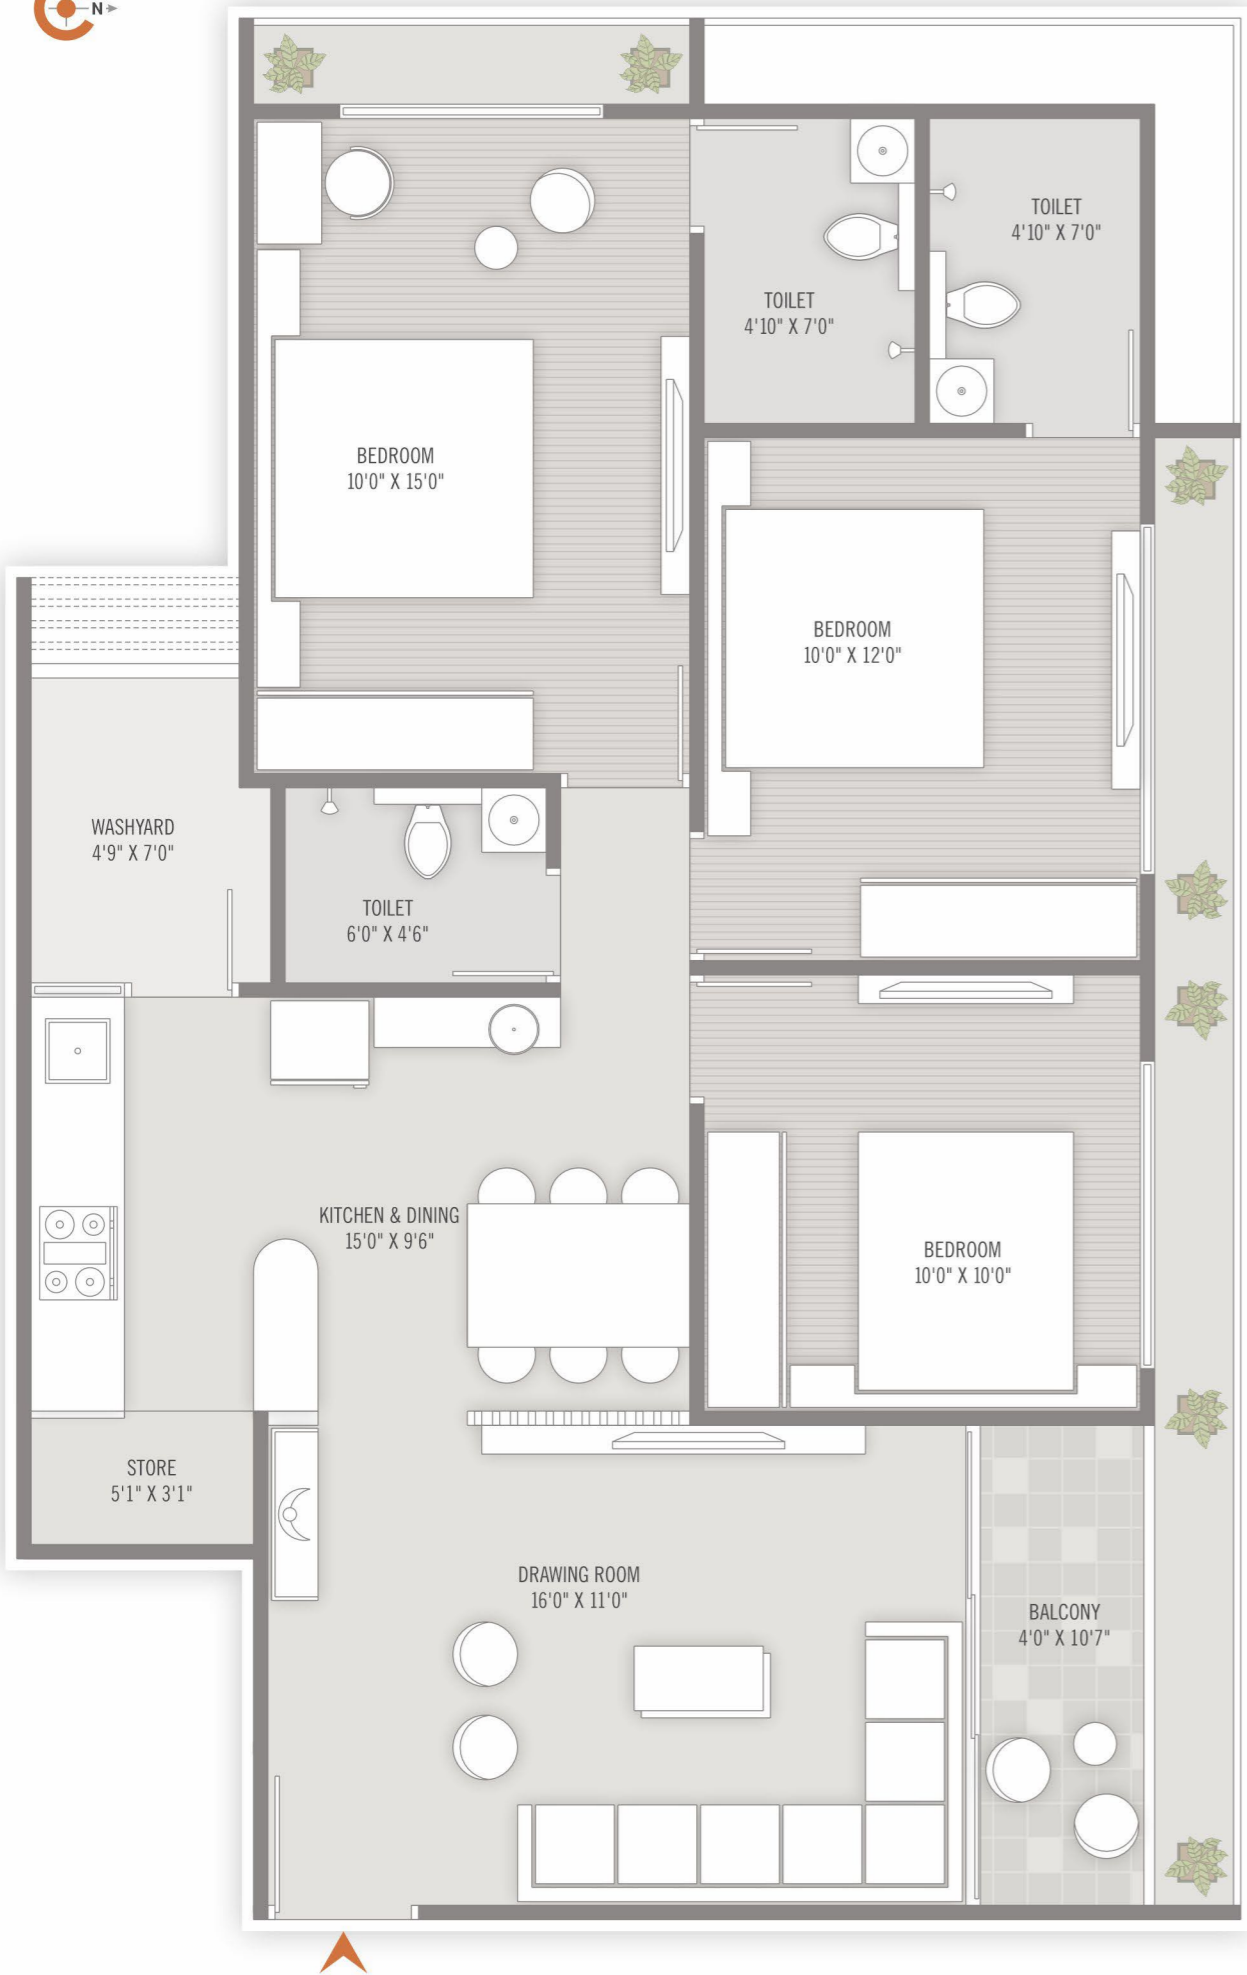 N
TOILET
4'10" X 7'0"
TOILET
4'10" X 7'0"
BEDROOM
10'0" X 15'0"
BEDROOM
10'0" X 12'0"
WASHYARD
4'9" X 7'0"
TOILET
6'0" X 4'6"
KITCHEN & DINING
15'0" X 9'6"
BEDROOM
10'0" X 10'0"
STORE
5'1" X 3'1"
DRAWING ROOM
16'0" X 11'0"
BALCONY
4'0" X 10'7"